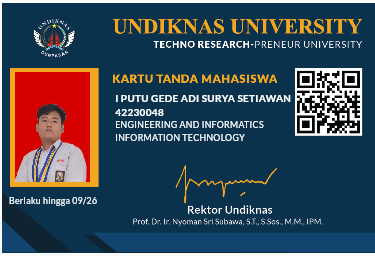 UNDIKNAS
DENPASAR
UNDIKNAS UNIVERSITY
TECHNO RESEARCH-PRENEUR UNIVERSITY
KARTU TANDA MAHASISWA
I PUTU GEDE ADI SURYA SETIAWAN
42230048
ENGINEERING AND INFORMATICS
INFORMATION TECHNOLOGY
Berlaku hingga 09/26
Rektor Undiknas
Prof. Dr. Ir. Nyoman Sri Subawa, S.T., S.Sos., M.M., IPM.